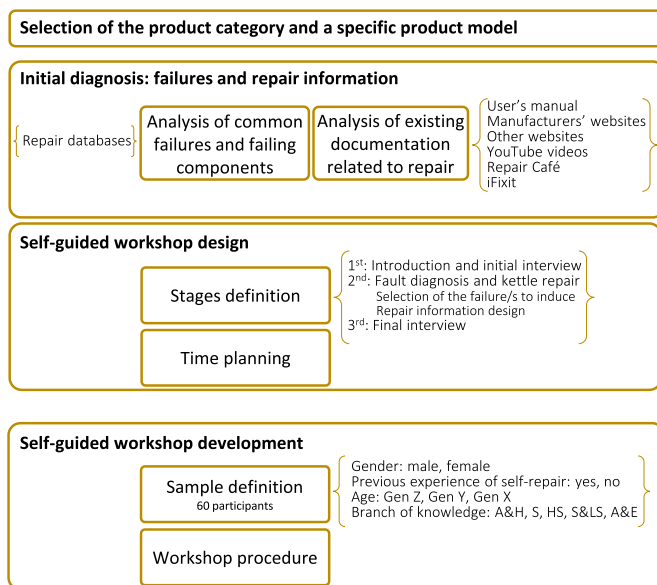 Selection of the product category and a specific product model
Initial diagnosis: failures and repair information
Repair databases
Analysis of common
failures and failing
components
Analysis of existing
documentation
related to repair
User's manual
Manufacturers' websites
Other websites
YouTube videos
Repair Café
iFixit
Self-guided workshop design
Stages definition
1st: Introduction and initial interview
2nd: Fault diagnosis and kettle repair
Selection of the failure/s to induce
Repair information design
3rd: Final interview
Time planning
Self-guided workshop development
Sample definition
60 participants
Gender: male, female
Previous experience of self-repair: yes, no
Age: Gen Z, Gen Y, Gen X
Branch of knowledge: A&H, S, HS, S&LS, A&E
Workshop procedure